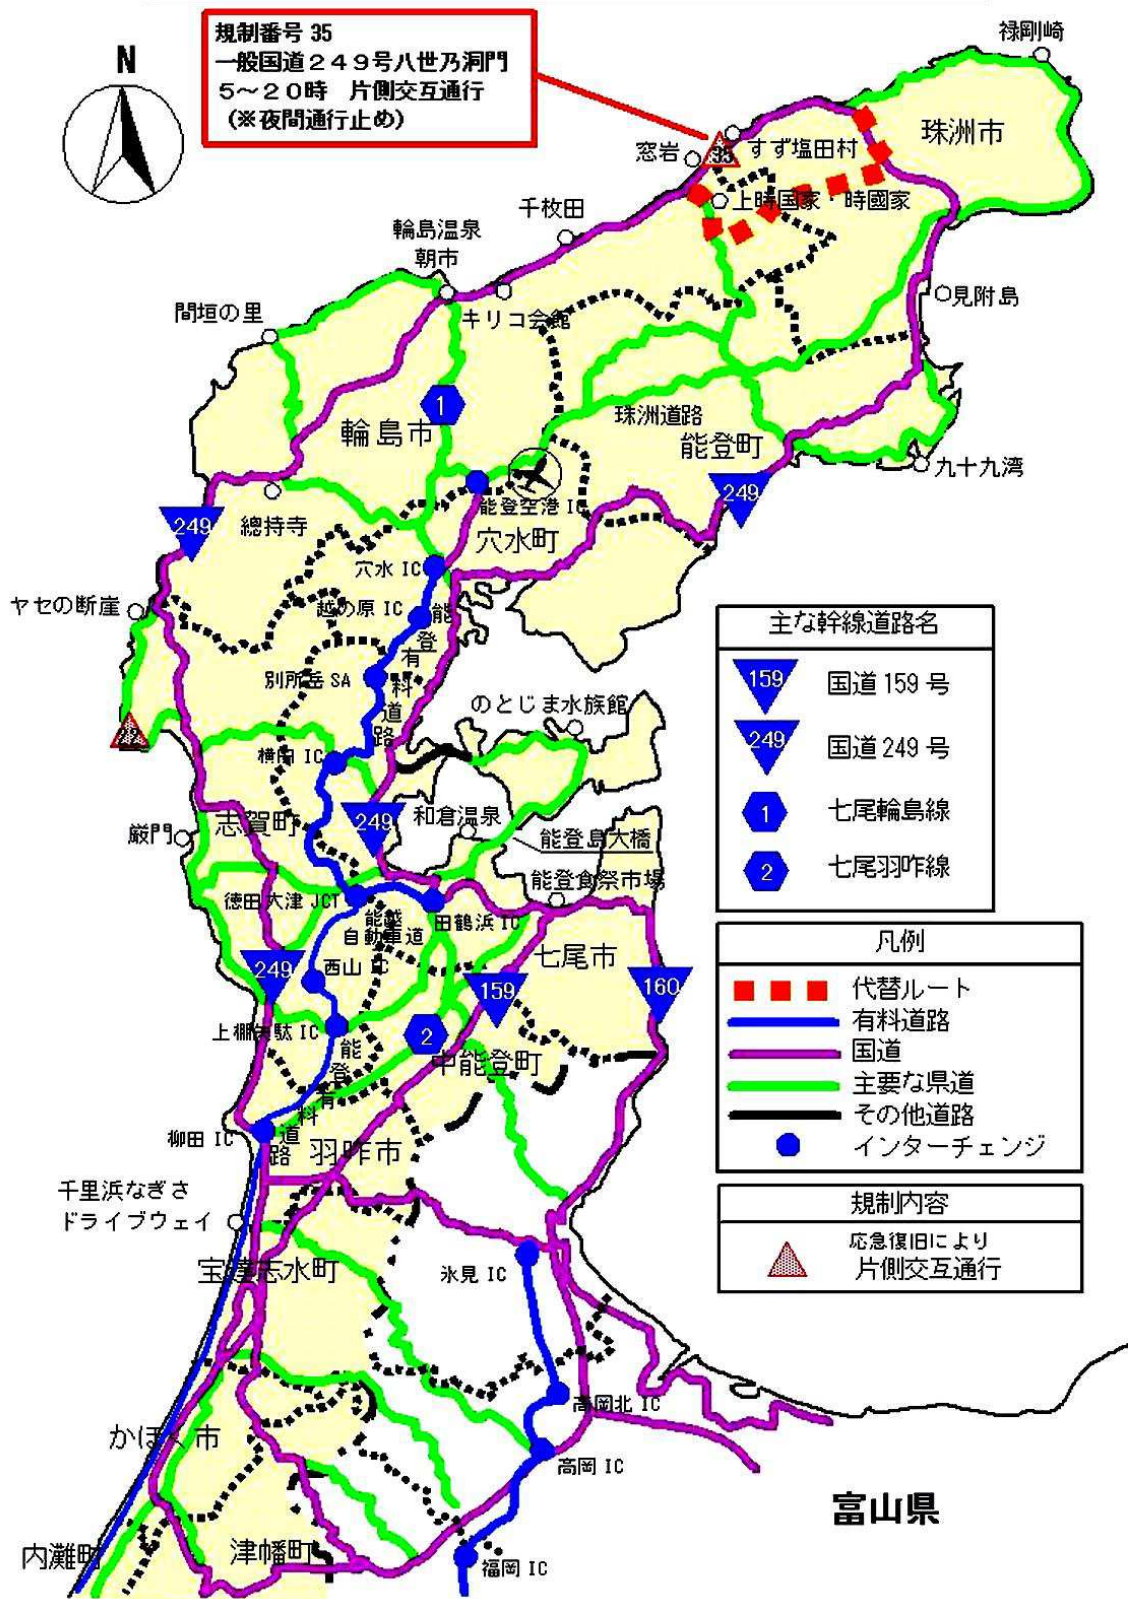 規制番号 35
一般国道249号八世乃洞門
5～20時 片側交互通行
(※夜間通行止め)
N
禄剛崎
珠洲市
35
すず塩田村
窓岩
上時国家・時國家
千枚田
輪島温泉
朝市
キリコ会館
見附島
間垣の里
1
輪島市
珠洲道路
能登町
九十九湾
249
能登空港 IC
249
總持寺
穴水町
穴水 IC
ヤセの断崖
越の原 IC
能登有料道路
別所岳 SA
のとじま水族館
横田 IC
志賀町
249
和倉温泉
厳門
能登島大橋
能登食祭市場
徳田大津 JCT
能越
自動車道
田鶴浜 IC
七尾市
249
西山 IC
159
160
上棚矢駄 IC
2
中能登町
能登有料道路
柳田 IC
羽咋市
千里浜なぎさ
ドライブウェイ
宝達志水町
氷見 IC
高岡北 IC
かほく市
高岡 IC
富山県
内灘町
津幡町
福岡 IC
主な幹線道路名
159 国道 159 号
249 国道 249 号
1 七尾輪島線
2 七尾羽咋線
凡例
代替ルート
有料道路
国道
主要な県道
その他道路
インターチェンジ
規制内容
応急復旧により
片側交互通行